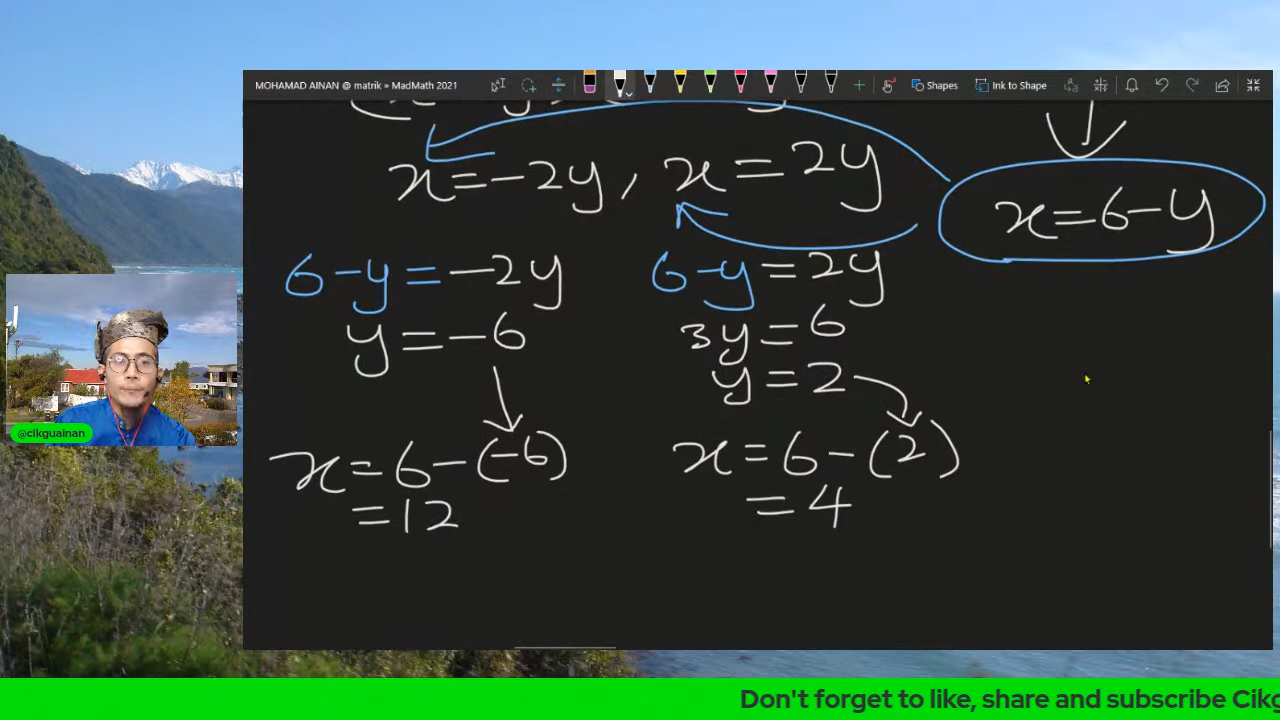 MOHAMAD AINAN @ matrik » MadMath 2021
Shapes
Ink to Shape
x=-2y, x=2y
x=6-y
6-y=-2y
6-y=2y
y=-6
3y=6
y=2
x=6-(-6)
x=6-(2)
=12
=4
@cikguainan
Don't forget to like, share and subscribe